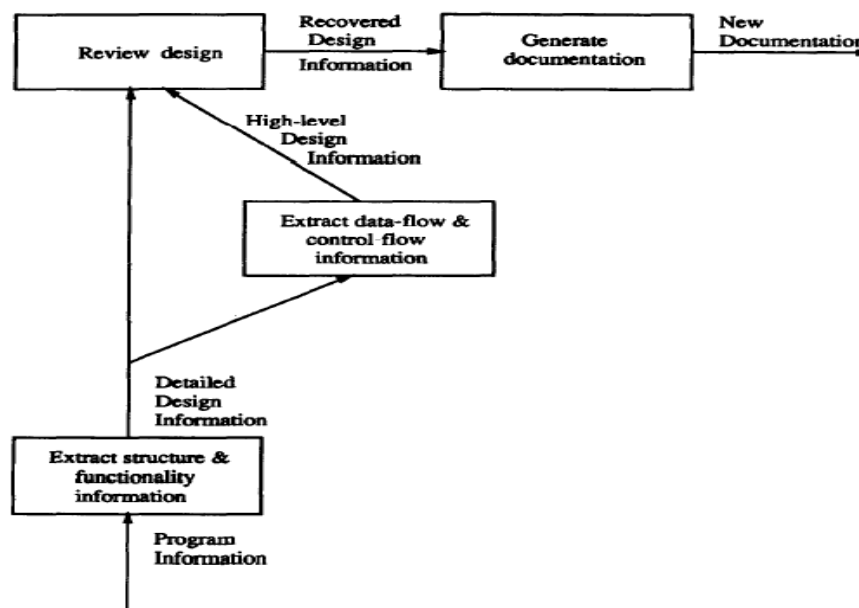 Review design
Recovered
Design
Information
Generate
documentation
New
Documentation
High-level
Design
Information
Extract data-flow &
control-flow
information
Detailed
Design
Information
Extract structure &
functionality
information
Program
Information